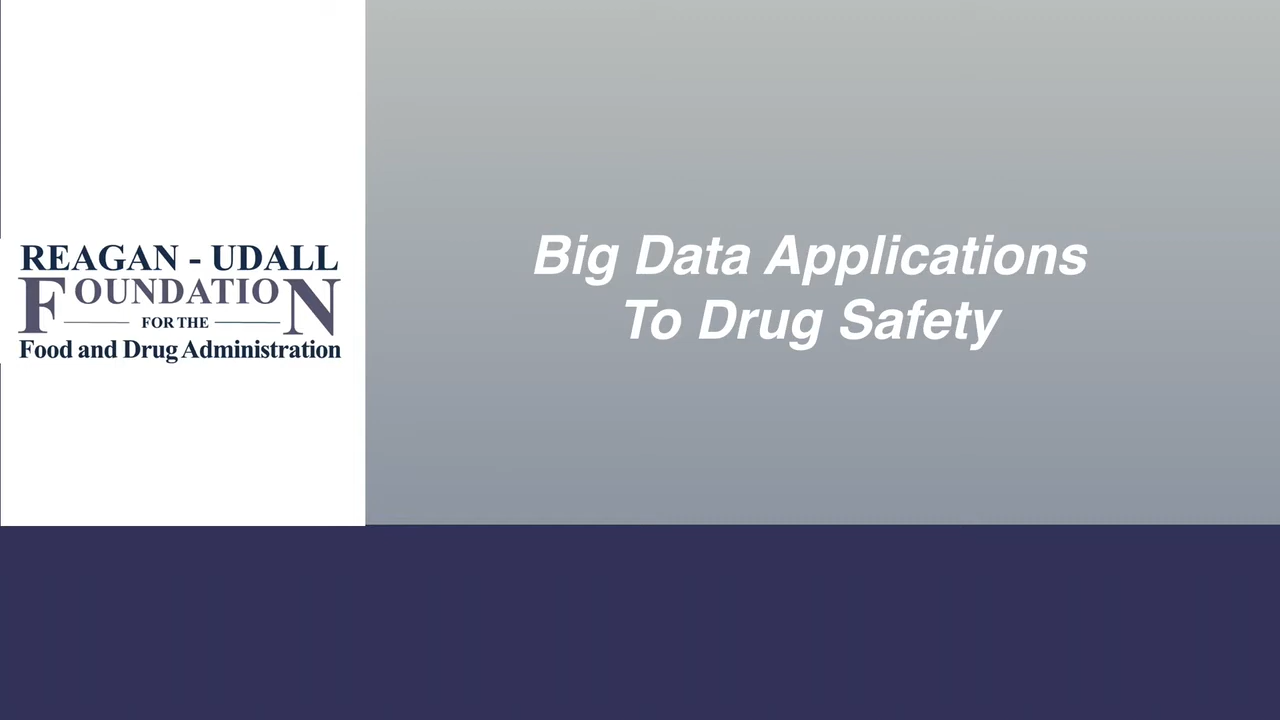 REAGAN - UDALL
FOUNDATION
FOR THE
Food and Drug Administration
Big Data Applications
To Drug Safety